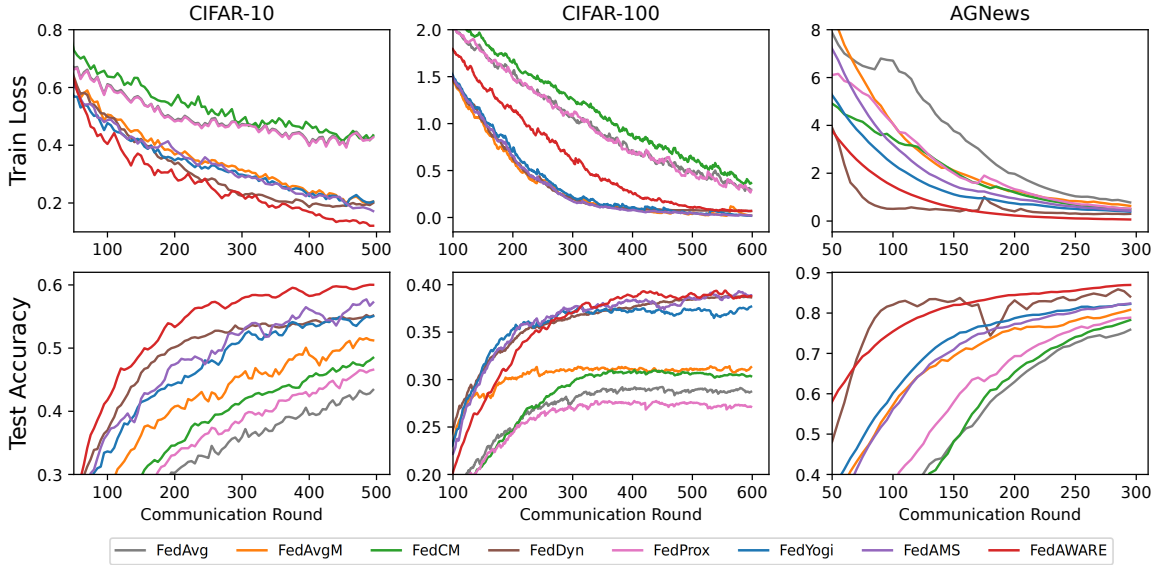 CIFAR-10 CIFAR-100 AGNews
Train Loss
0.8
0.6
0.4
0.2
100 200 300 400 500
2.0
1.5
1.0
0.5
0.0
100 200 300 400 500 600
8
6
4
2
0
50 100 150 200 250 300
Test Accuracy
0.6
0.5
0.4
0.3
100 200 300 400 500
Communication Round
0.40
0.35
0.30
0.25
0.20
100 200 300 400 500 600
Communication Round
0.9
0.8
0.7
0.6
0.5
0.4
50 100 150 200 250 300
Communication Round
FedAvg FedAvgM FedCM FedDyn FedProx FedYogi FedAMS FedAWARE